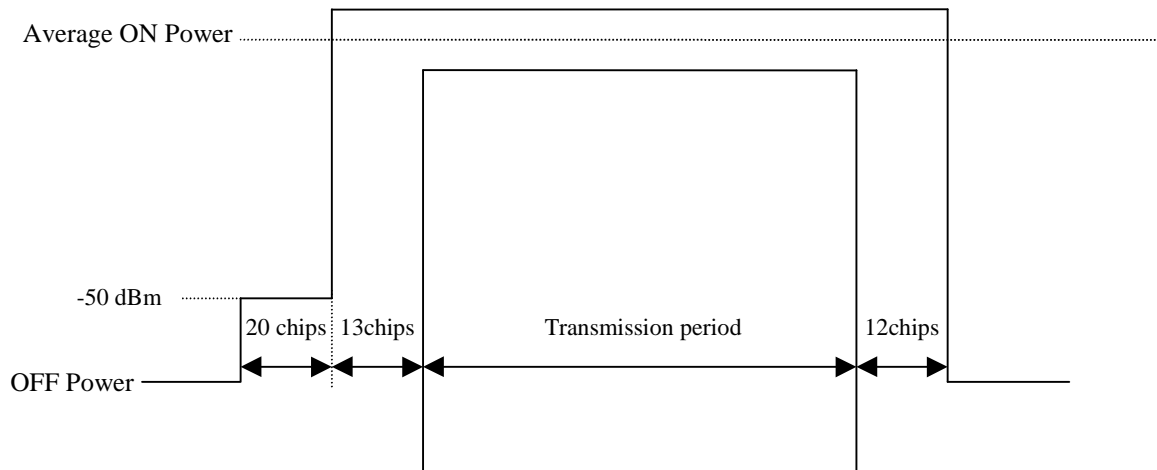 Average ON Power
-50 dBm
20 chips
13chips
Transmission period
12chips
OFF Power